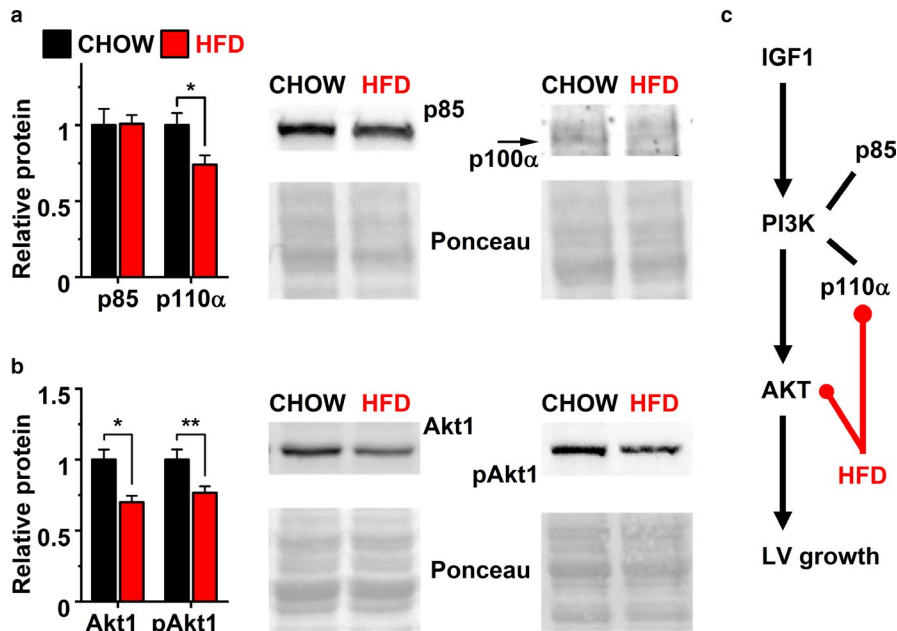 a
CHOW HFD
Relative protein
1
0.5
0
*
p85 p110α
CHOW HFD
p85
Ponceau
CHOW HFD
p100α
b
Relative protein
1.5
1
0.5
0
*
**
Akt1 pAkt1
CHOW HFD
Akt1
Ponceau
CHOW HFD
pAkt1
c
IGF1
p85
PI3K
p110α
AKT
HFD
LV growth